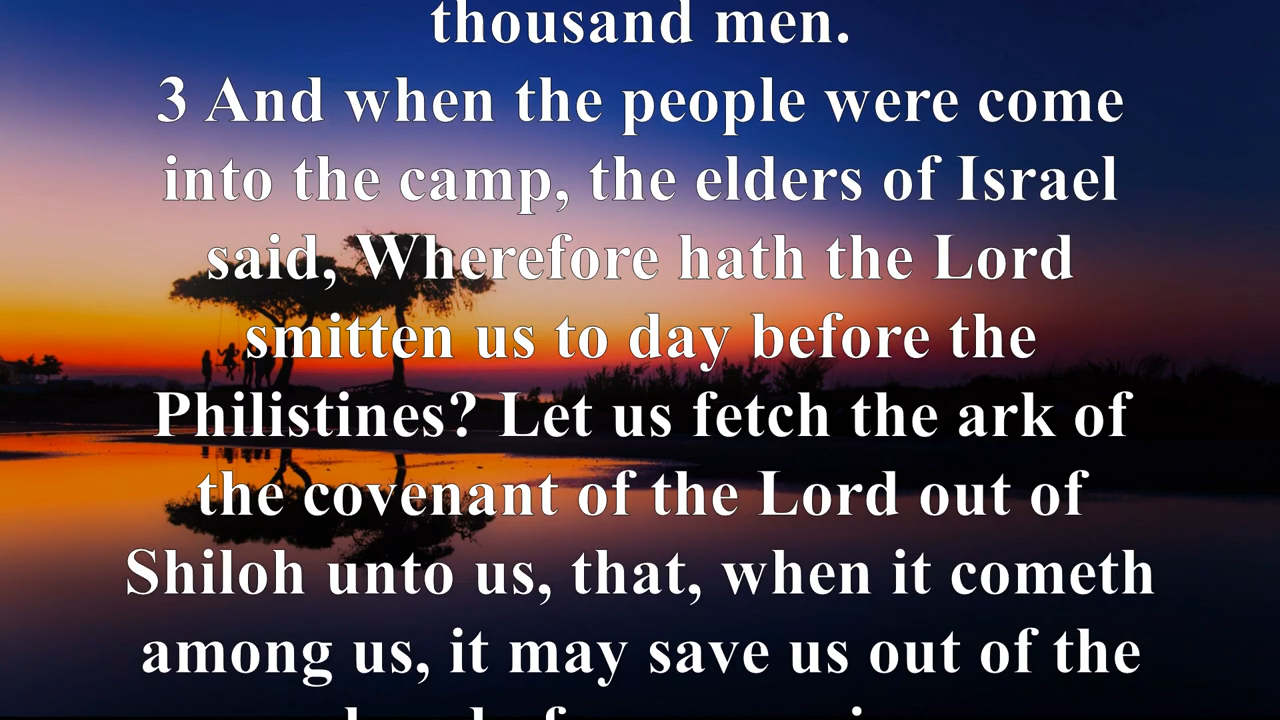 thousand men.
3 And when the people were come
into the camp, the elders of Israel
said, Wherefore hath the Lord
smitten us to day before the
Philistines? Let us fetch the ark of
the covenant of the Lord out of
Shiloh unto us, that, when it cometh
among us, it may save us out of the